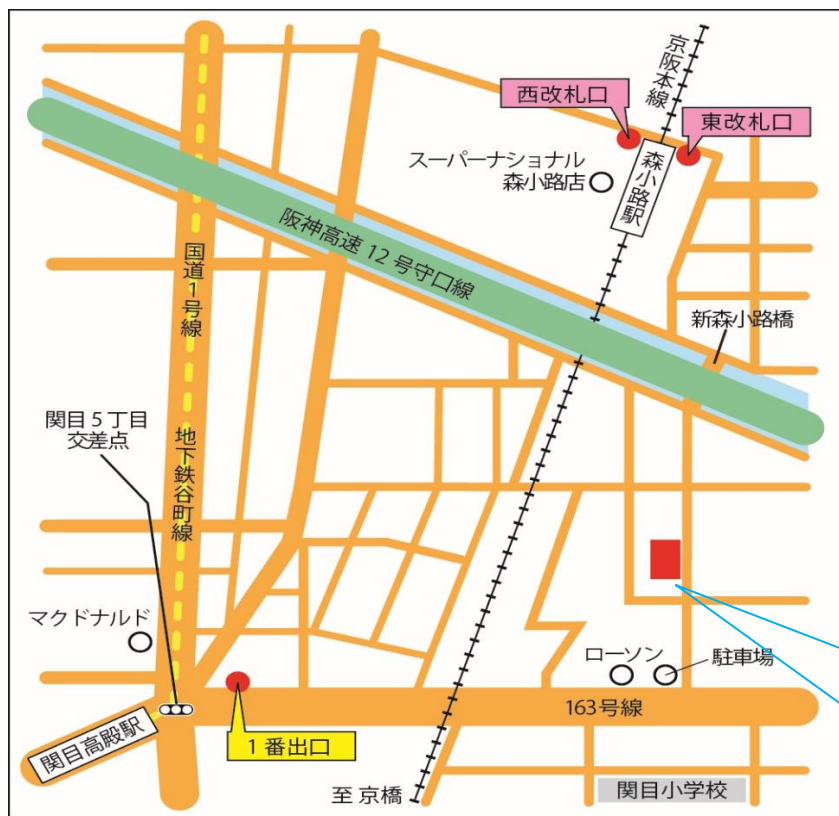 京阪本線
西改札口
東改札口
スーパーナショナル
森小路店
森小路駅
阪神高速12号守口線
国道1号線
新森小路橋
関目5丁目
交差点
地下鉄谷町線
マクドナルド
ローソン
駐車場
163号線
関目高殿駅
1番出口
至 京橋
関目小学校